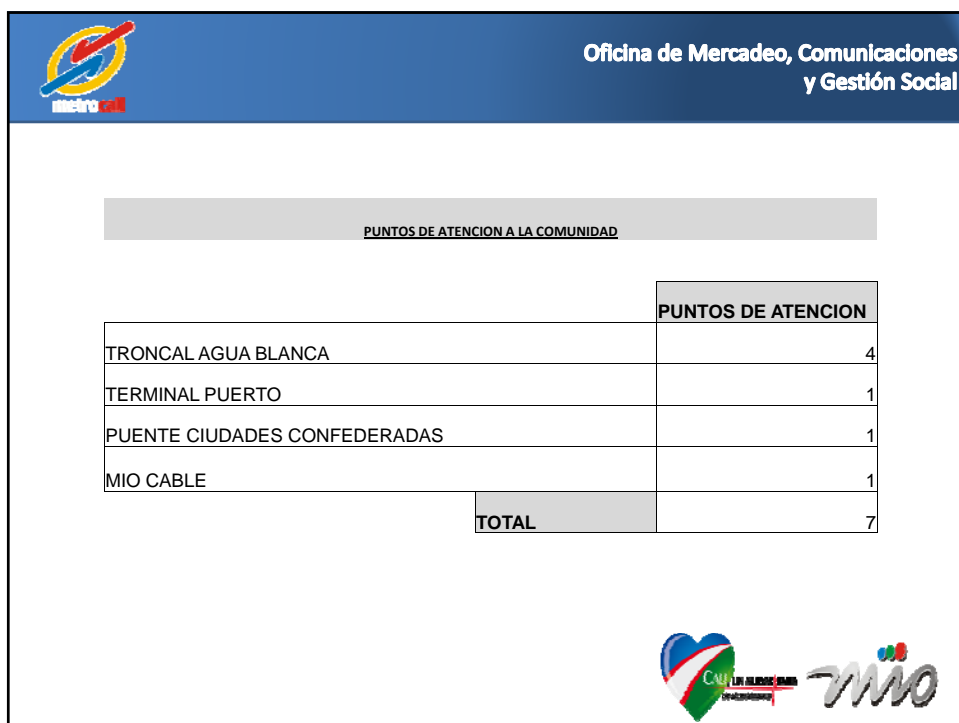 metrocali
Oficina de Mercadeo, Comunicaciones
y Gestión Social
PUNTOS DE ATENCION A LA COMUNIDAD
PUNTOS DE ATENCION
TRONCAL AGUA BLANCA 4
TERMINAL PUERTO 1
PUENTE CIUDADES CONFEDERADAS 1
MIO CABLE 1
TOTAL 7
CALI
mio